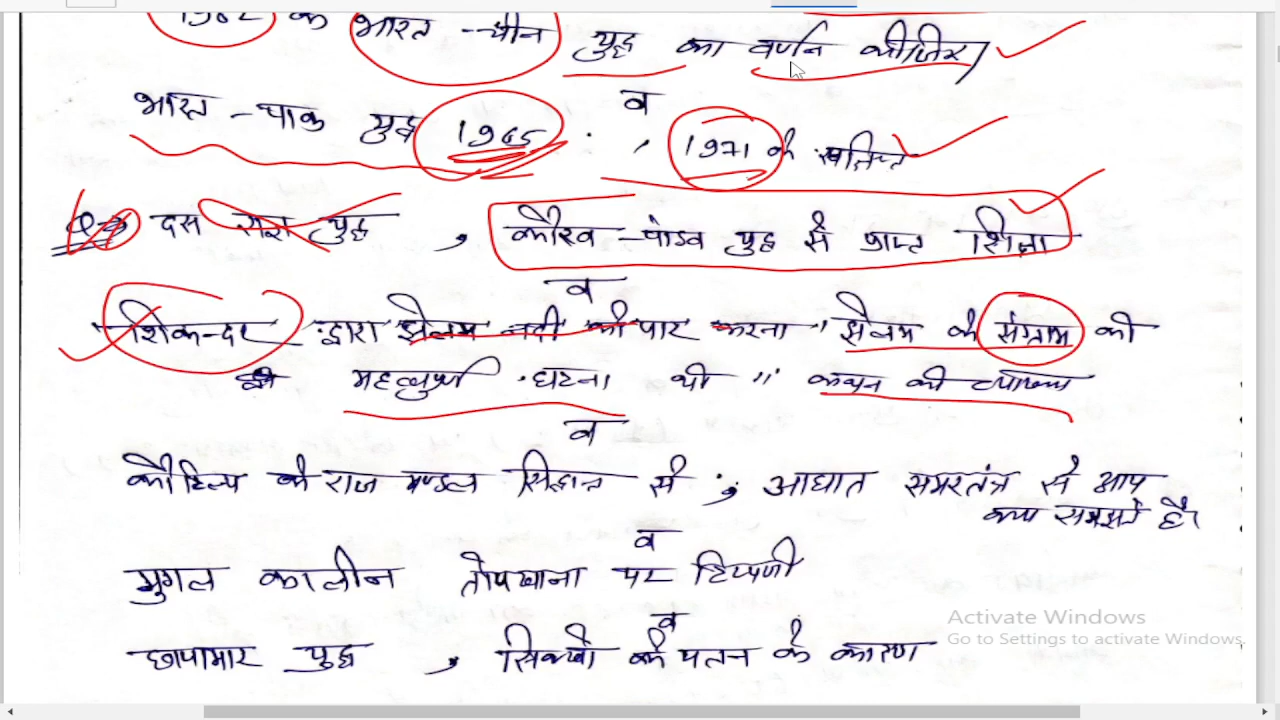 1962 के भारत - चीन युद्ध का वर्णन कीजिए।
व
भारत - पाक युद्ध 1965 , 1971 के
दस राजा युद्ध , कौरव - पांडव युद्ध से प्राप्त शिक्षा
व
शिकन्दर द्वारा झेलम नदी को पार करना " झेलम के संग्राम की
महत्वपूर्ण घटना थी " कथन की व्याख्या
व
कौटिल्य के राज मण्डल सिद्धान्त से ; आघात समरतंत्र से आप
क्या समझते है।
व
मुगल कालीन तोपखाना पर टिप्पणी
व
छापामार युद्ध , सिक्खो के पतन के कारण
Activate Windows
Go to Settings to activate Windows.